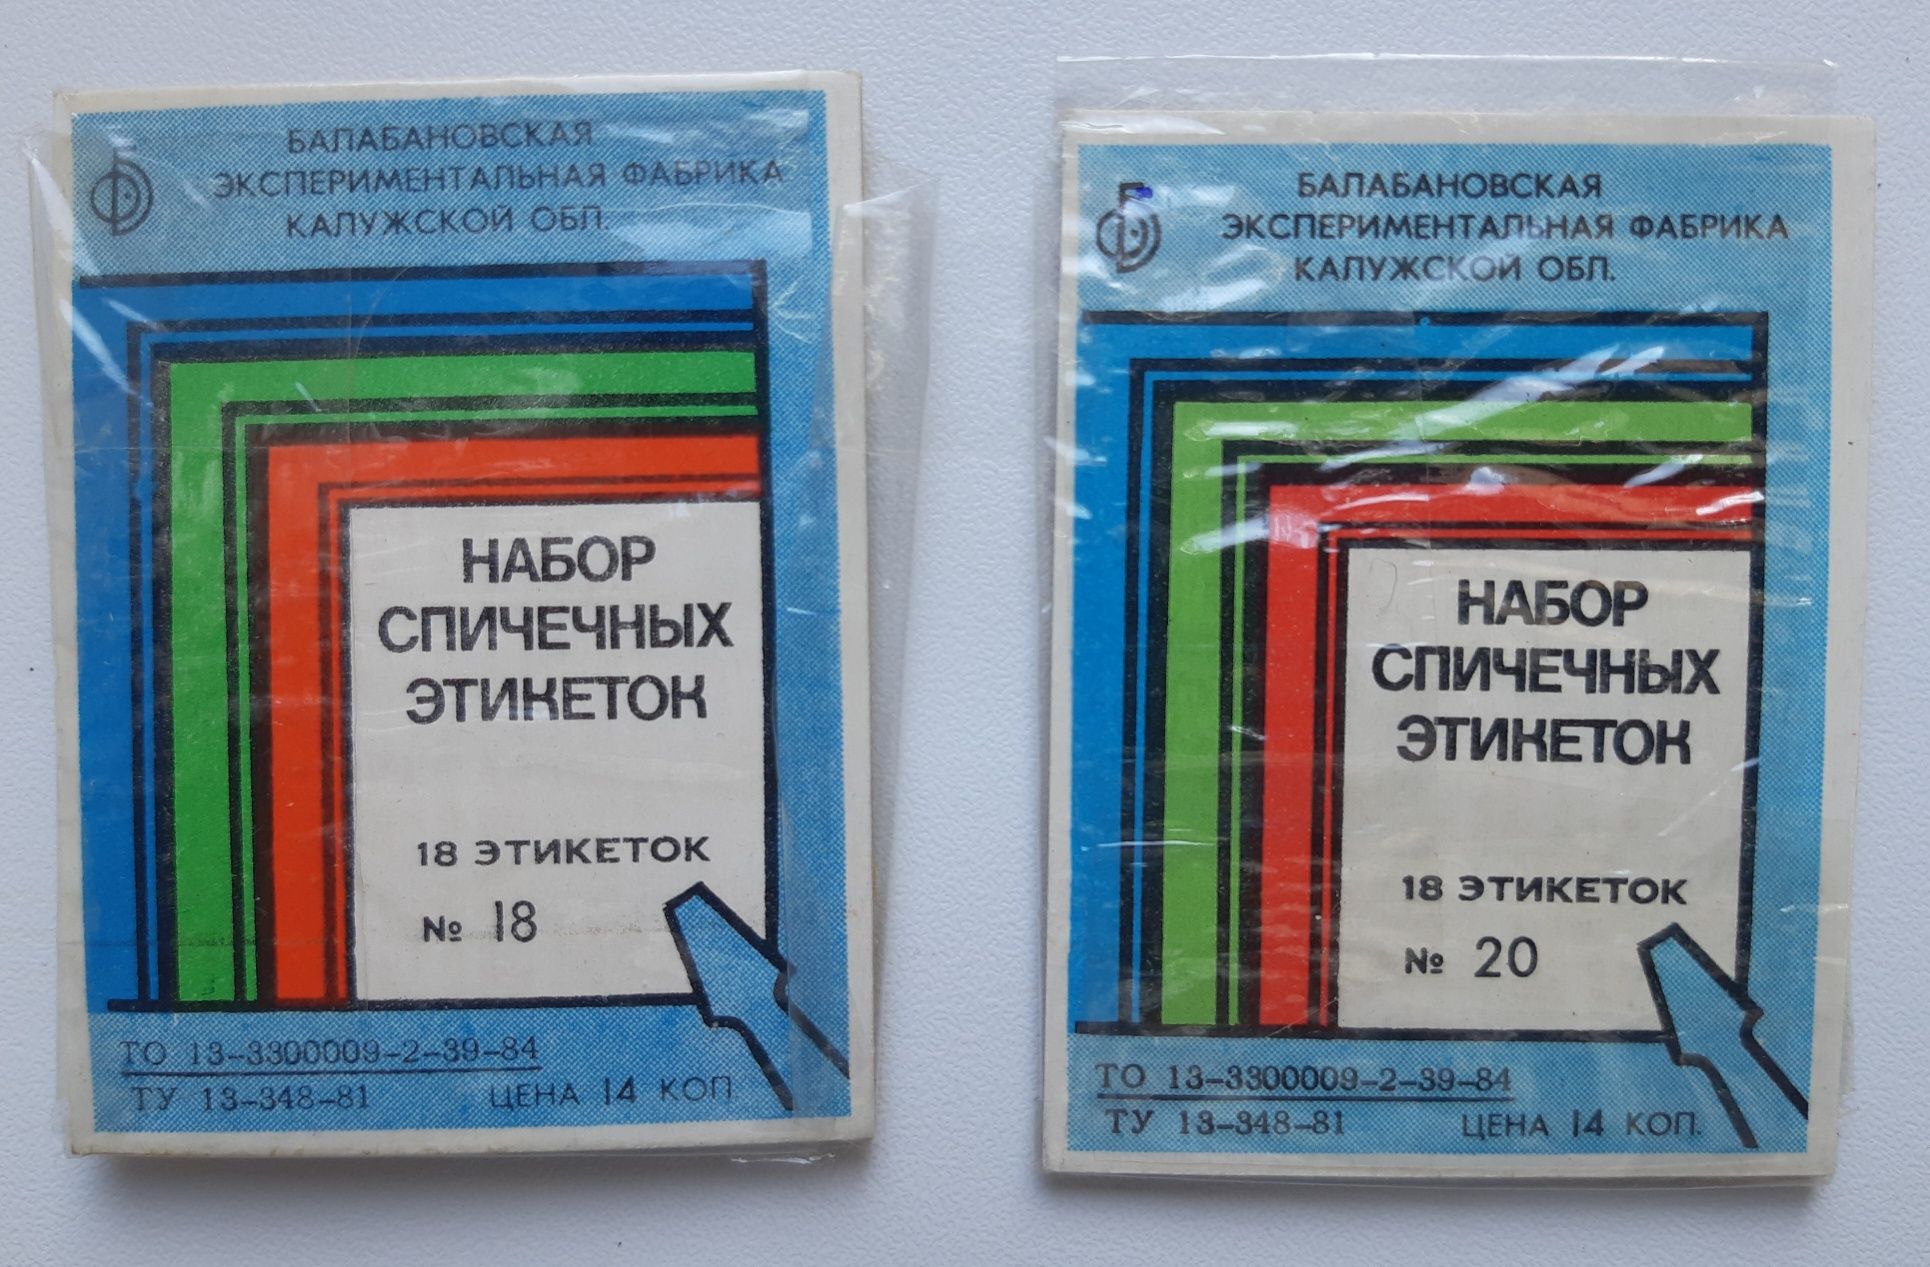 БАЛАБАНОВСКАЯ
ЭКСПЕРИМЕНТАЛЬНАЯ ФАБРИКА
КАЛУЖСКОЙ ОБЛ.
НАБОР
СПИЧЕЧНЫХ
ЭТИКЕТОК
18 ЭТИКЕТОК
№ 18
ТО 13-3300009-2-39-84
ТУ 13-348-81 ЦЕНА 14 КОП
БАЛАБАНОВСКАЯ
ЭКСПЕРИМЕНТАЛЬНАЯ ФАБРИКА
КАЛУЖСКОЙ ОБЛ.
НАБОР
СПИЧЕЧНЫХ
ЭТИКЕТОК
18 ЭТИКЕТОК
№ 20
ТО 13-3300009-2-39-84
ТУ 13-348-81 ЦЕНА 14 КОП.